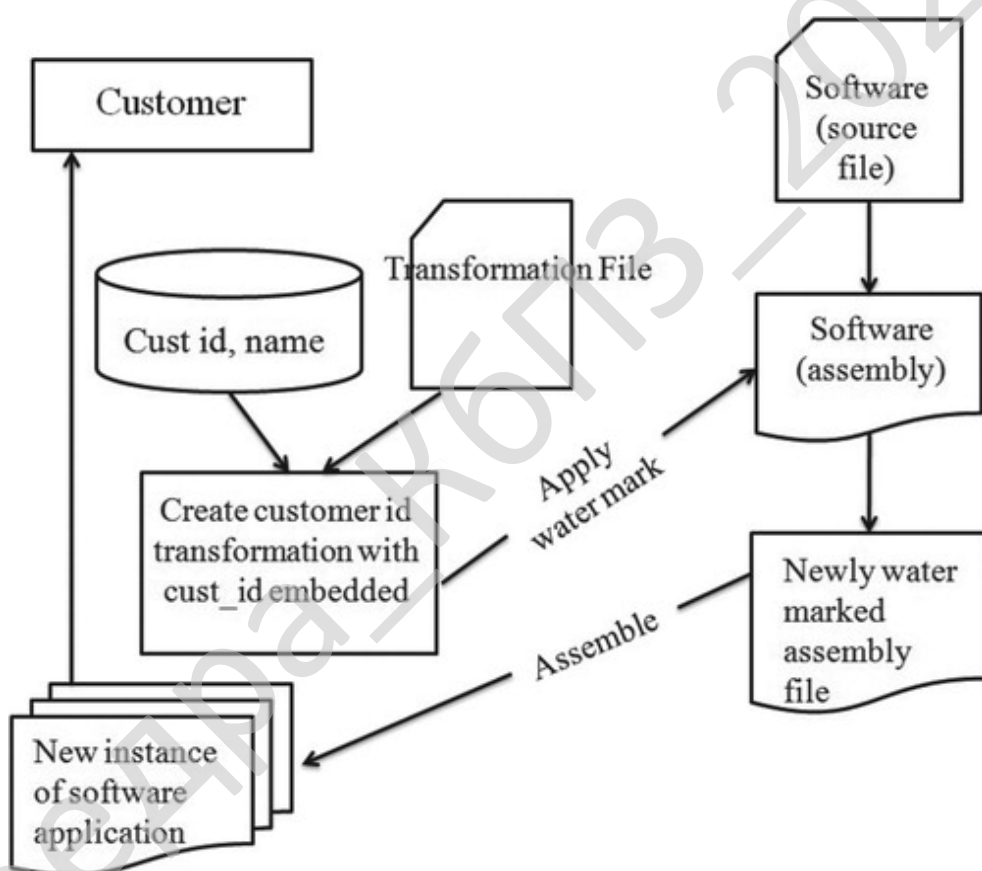 Customer
Software
(source
file)
Transformation File
Cust id, name
Software
(assembly)
Apply
water mark
Create customer id
transformation with
cust_id embedded
Newly water
marked
assembly
file
Assemble
New instance
of software
application
едра_КбПЗ_202